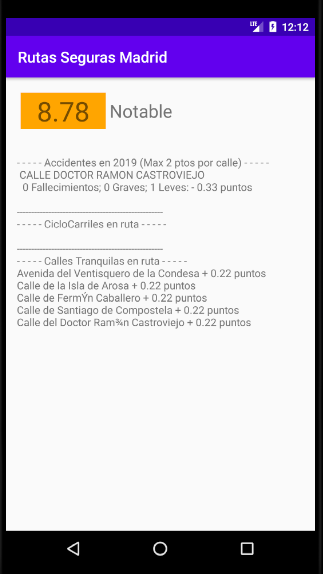 LTE 12:12
Rutas Seguras Madrid
8.78 Notable
- - - - - Accidentes en 2019 (Max 2 ptos por calle) - - - - -
CALLE DOCTOR RAMON CASTROVIEJO
0 Fallecimientos; 0 Graves; 1 Leves: - 0.33 puntos
- - - - - CicloCarriles en ruta - - - - -
- - - - - Calles Tranquilas en ruta - - - - -
Avenida del Ventisquero de la Condesa + 0.22 puntos
Calle de la Isla de Arosa + 0.22 puntos
Calle de FermÝn Caballero + 0.22 puntos
Calle de Santiago de Compostela + 0.22 puntos
Calle del Doctor Ram¾n Castroviejo + 0.22 puntos